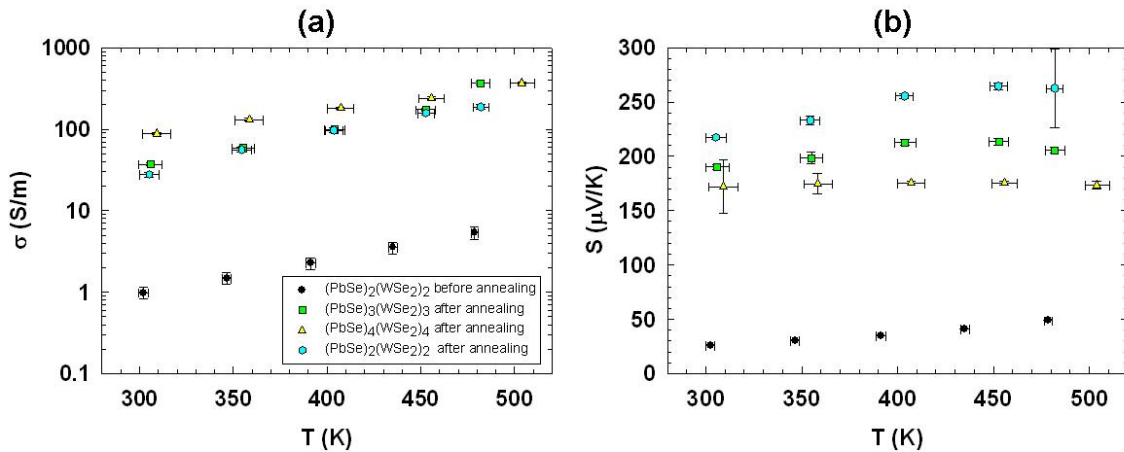 (a)
1000
100
10
1
0.1
σ (S/m)
300
350
400
450
500
T (K)
(PbSe)₂(WSe₂)₂ before annealing
(PbSe)₃(WSe₂)₃ after annealing
(PbSe)₄(WSe₂)₄ after annealing
(PbSe)₂(WSe₂)₂ after annealing
(b)
300
250
200
150
100
50
0
S (μV/K)
300
350
400
450
500
T (K)